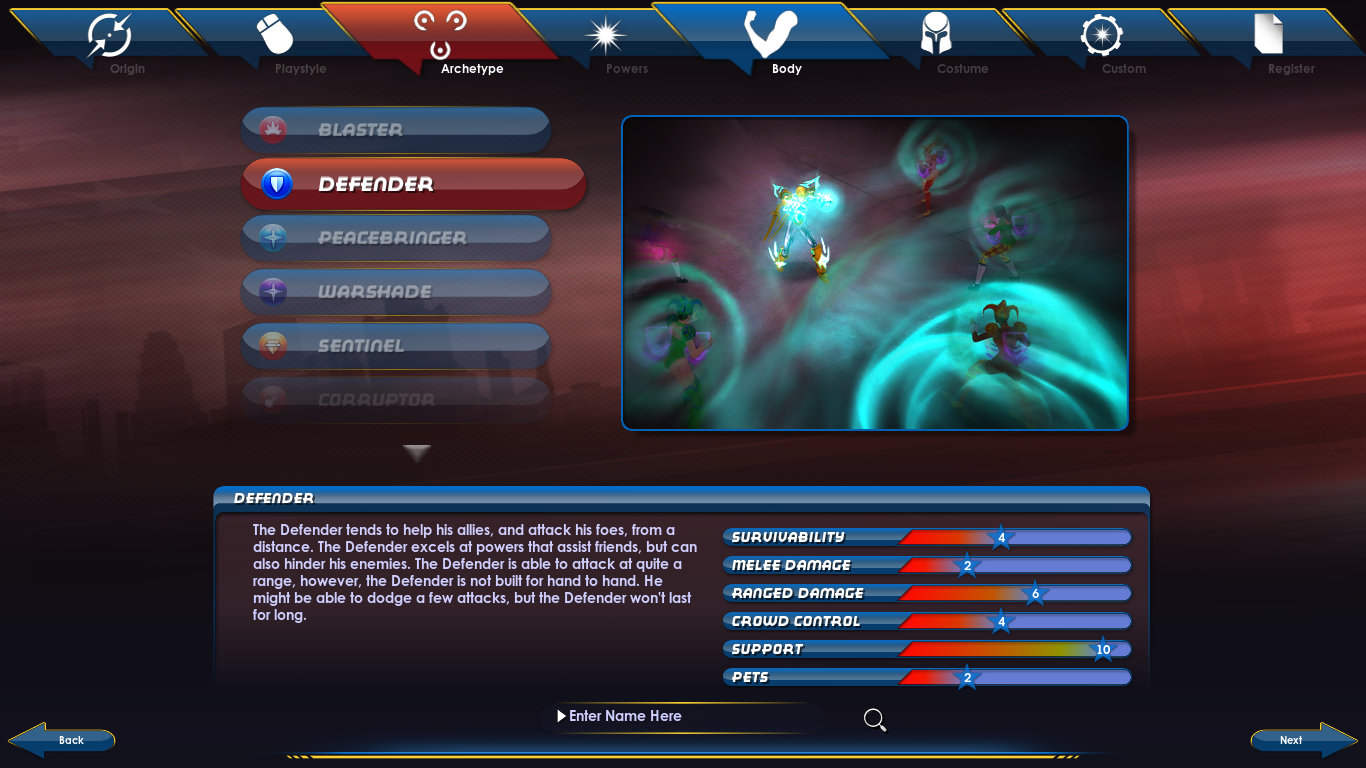 Origin
Playstyle
Archetype
Powers
Body
Costume
Custom
Register
BLASTER
DEFENDER
PEACEBRINGER
WARSHADE
SENTINEL
CORRUPTOR
DEFENDER
The Defender tends to help his allies, and attack his foes, from a
distance. The Defender excels at powers that assist friends, but can
also hinder his enemies. The Defender is able to attack at quite a
range, however, the Defender is not built for hand to hand. He
might be able to dodge a few attacks, but the Defender won't last
for long.
SURVIVABILITY 4
MELEE DAMAGE 2
RANGED DAMAGE 6
CROWD CONTROL 4
SUPPORT 10
PETS 2
Enter Name Here
Back
Next